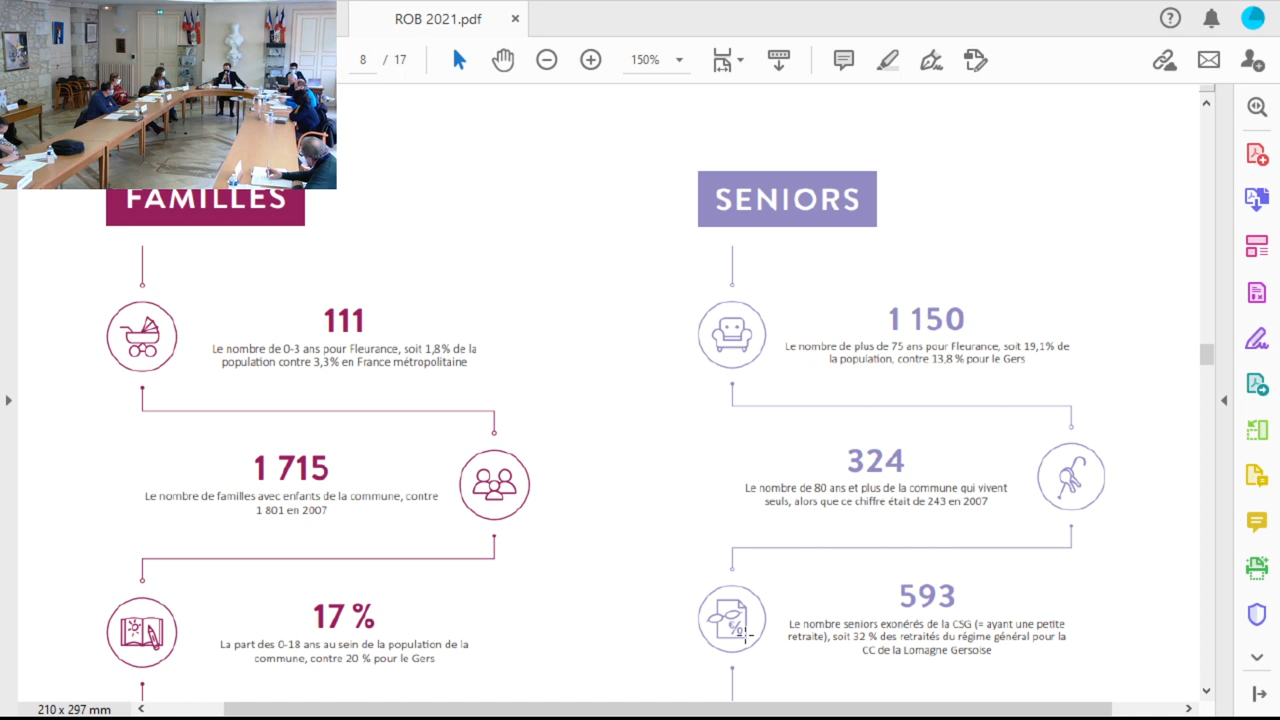 ROB 2021.pdf
8 / 17
150%
FAMILLES
111
Le nombre de 0-3 ans pour Fleurance, soit 1,8% de la
population contre 3,3% en France métropolitaine
1 715
Le nombre de familles avec enfants de la commune, contre
1 801 en 2007
17 %
La part des 0-18 ans au sein de la population de la
commune, contre 20 % pour le Gers
SENIORS
1 150
Le nombre de plus de 75 ans pour Fleurance, soit 19,1% de
la population, contre 13,8 % pour le Gers
324
Le nombre de 80 ans et plus de la commune qui vivent
seuls, alors que ce chiffre était de 243 en 2007
593
Le nombre seniors exonérés de la CSG (= ayant une petite
retraite), soit 32 % des retraités du régime général pour la
CC de la Lomagne Gersoise
210 x 297 mm